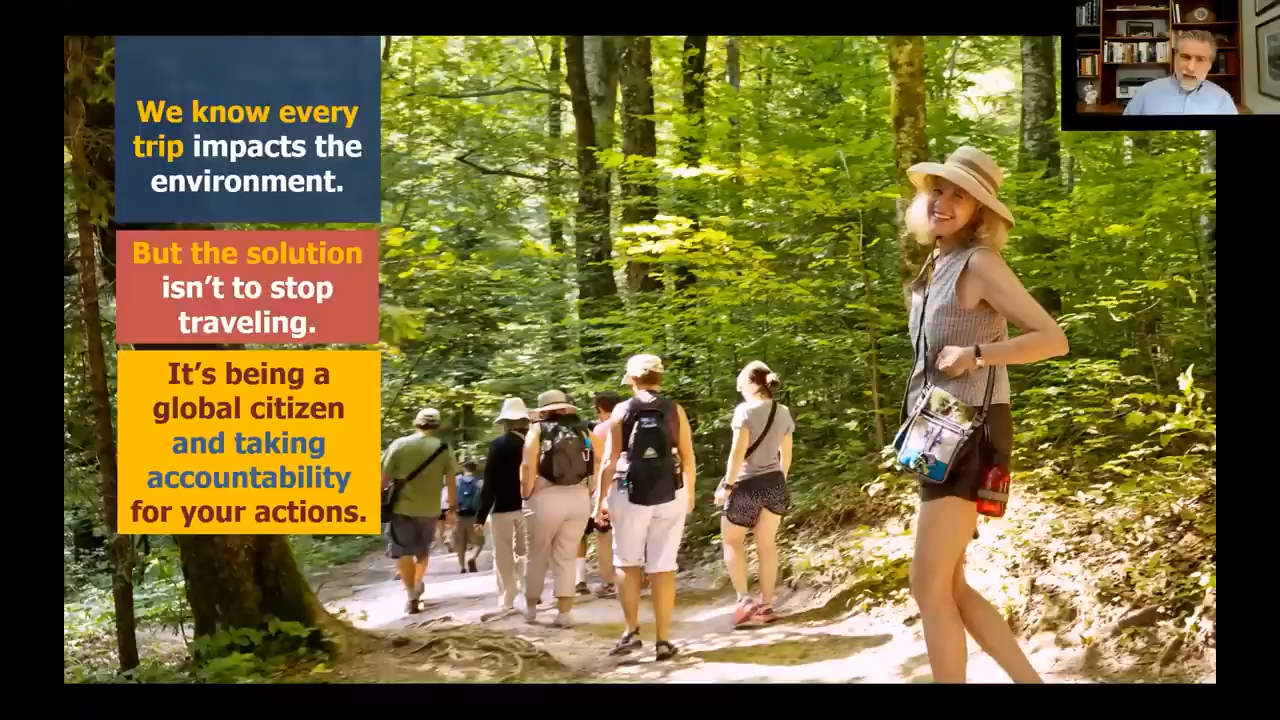 We know every
trip impacts the
environment.
But the solution
isn’t to stop
traveling.
It’s being a
global citizen
and taking
accountability
for your actions.